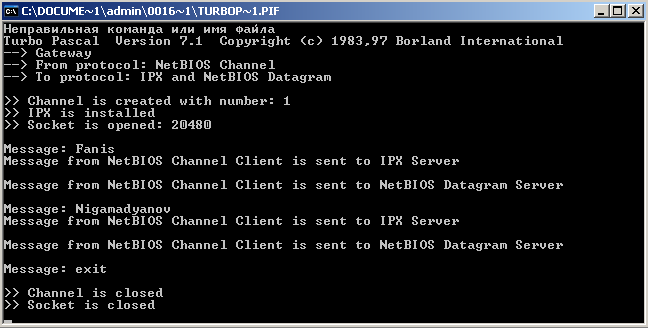 C:\DOCUME~1\admin\0016~1\TURBOP~1.PIF
Неправильная команда или имя файла
Turbo Pascal  Version 7.1  Copyright (c) 1983,97 Borland International
--> Gateway
--> From protocol: NetBIOS Channel
--> To protocol: IPX and NetBIOS Datagram
>> Channel is created with number: 1
>> IPX is installed
>> Socket is opened: 20480
Message: Fanis
Message from NetBIOS Channel Client is sent to IPX Server
Message from NetBIOS Channel Client is sent to NetBIOS Datagram Server
Message: Nigamadyanov
Message from NetBIOS Channel Client is sent to IPX Server
Message from NetBIOS Channel Client is sent to NetBIOS Datagram Server
Message: exit
>> Channel is closed
>> Socket is closed